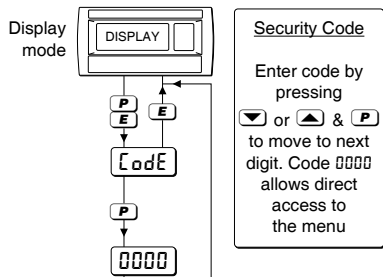 Display
mode
DISPLAY
P
E
E
CodE
P
0000
Security Code
Enter code by
pressing
▼ or ▲ & P
to move to next
digit. Code 0000
allows direct
access to
the menu